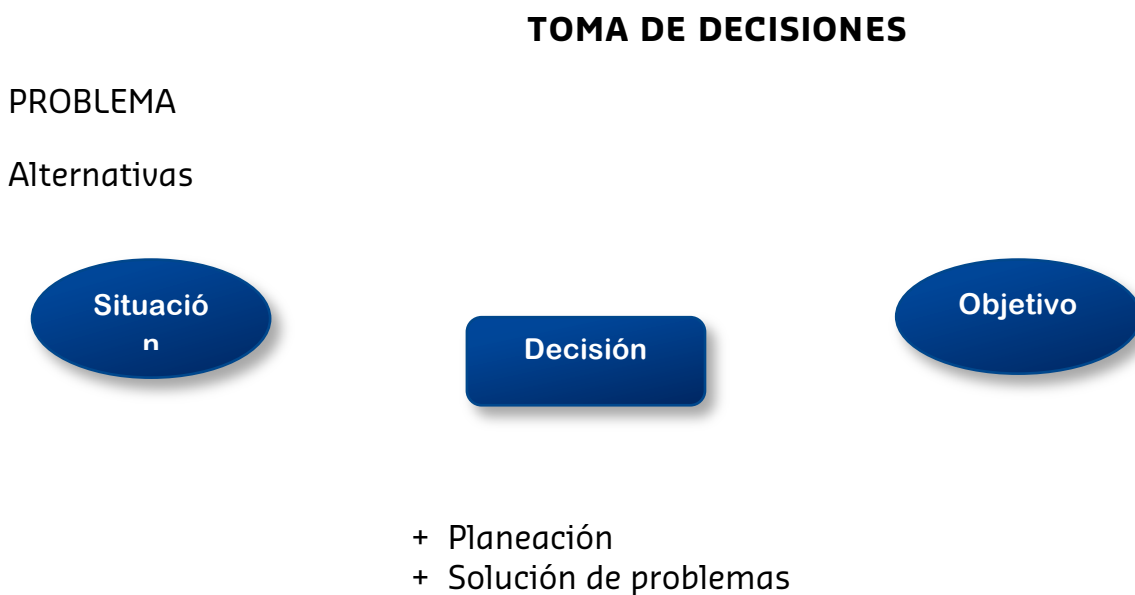 TOMA DE DECISIONES
PROBLEMA
Alternativas
Situació
n
Decisión
Objetivo
+ Planeación
+ Solución de problemas